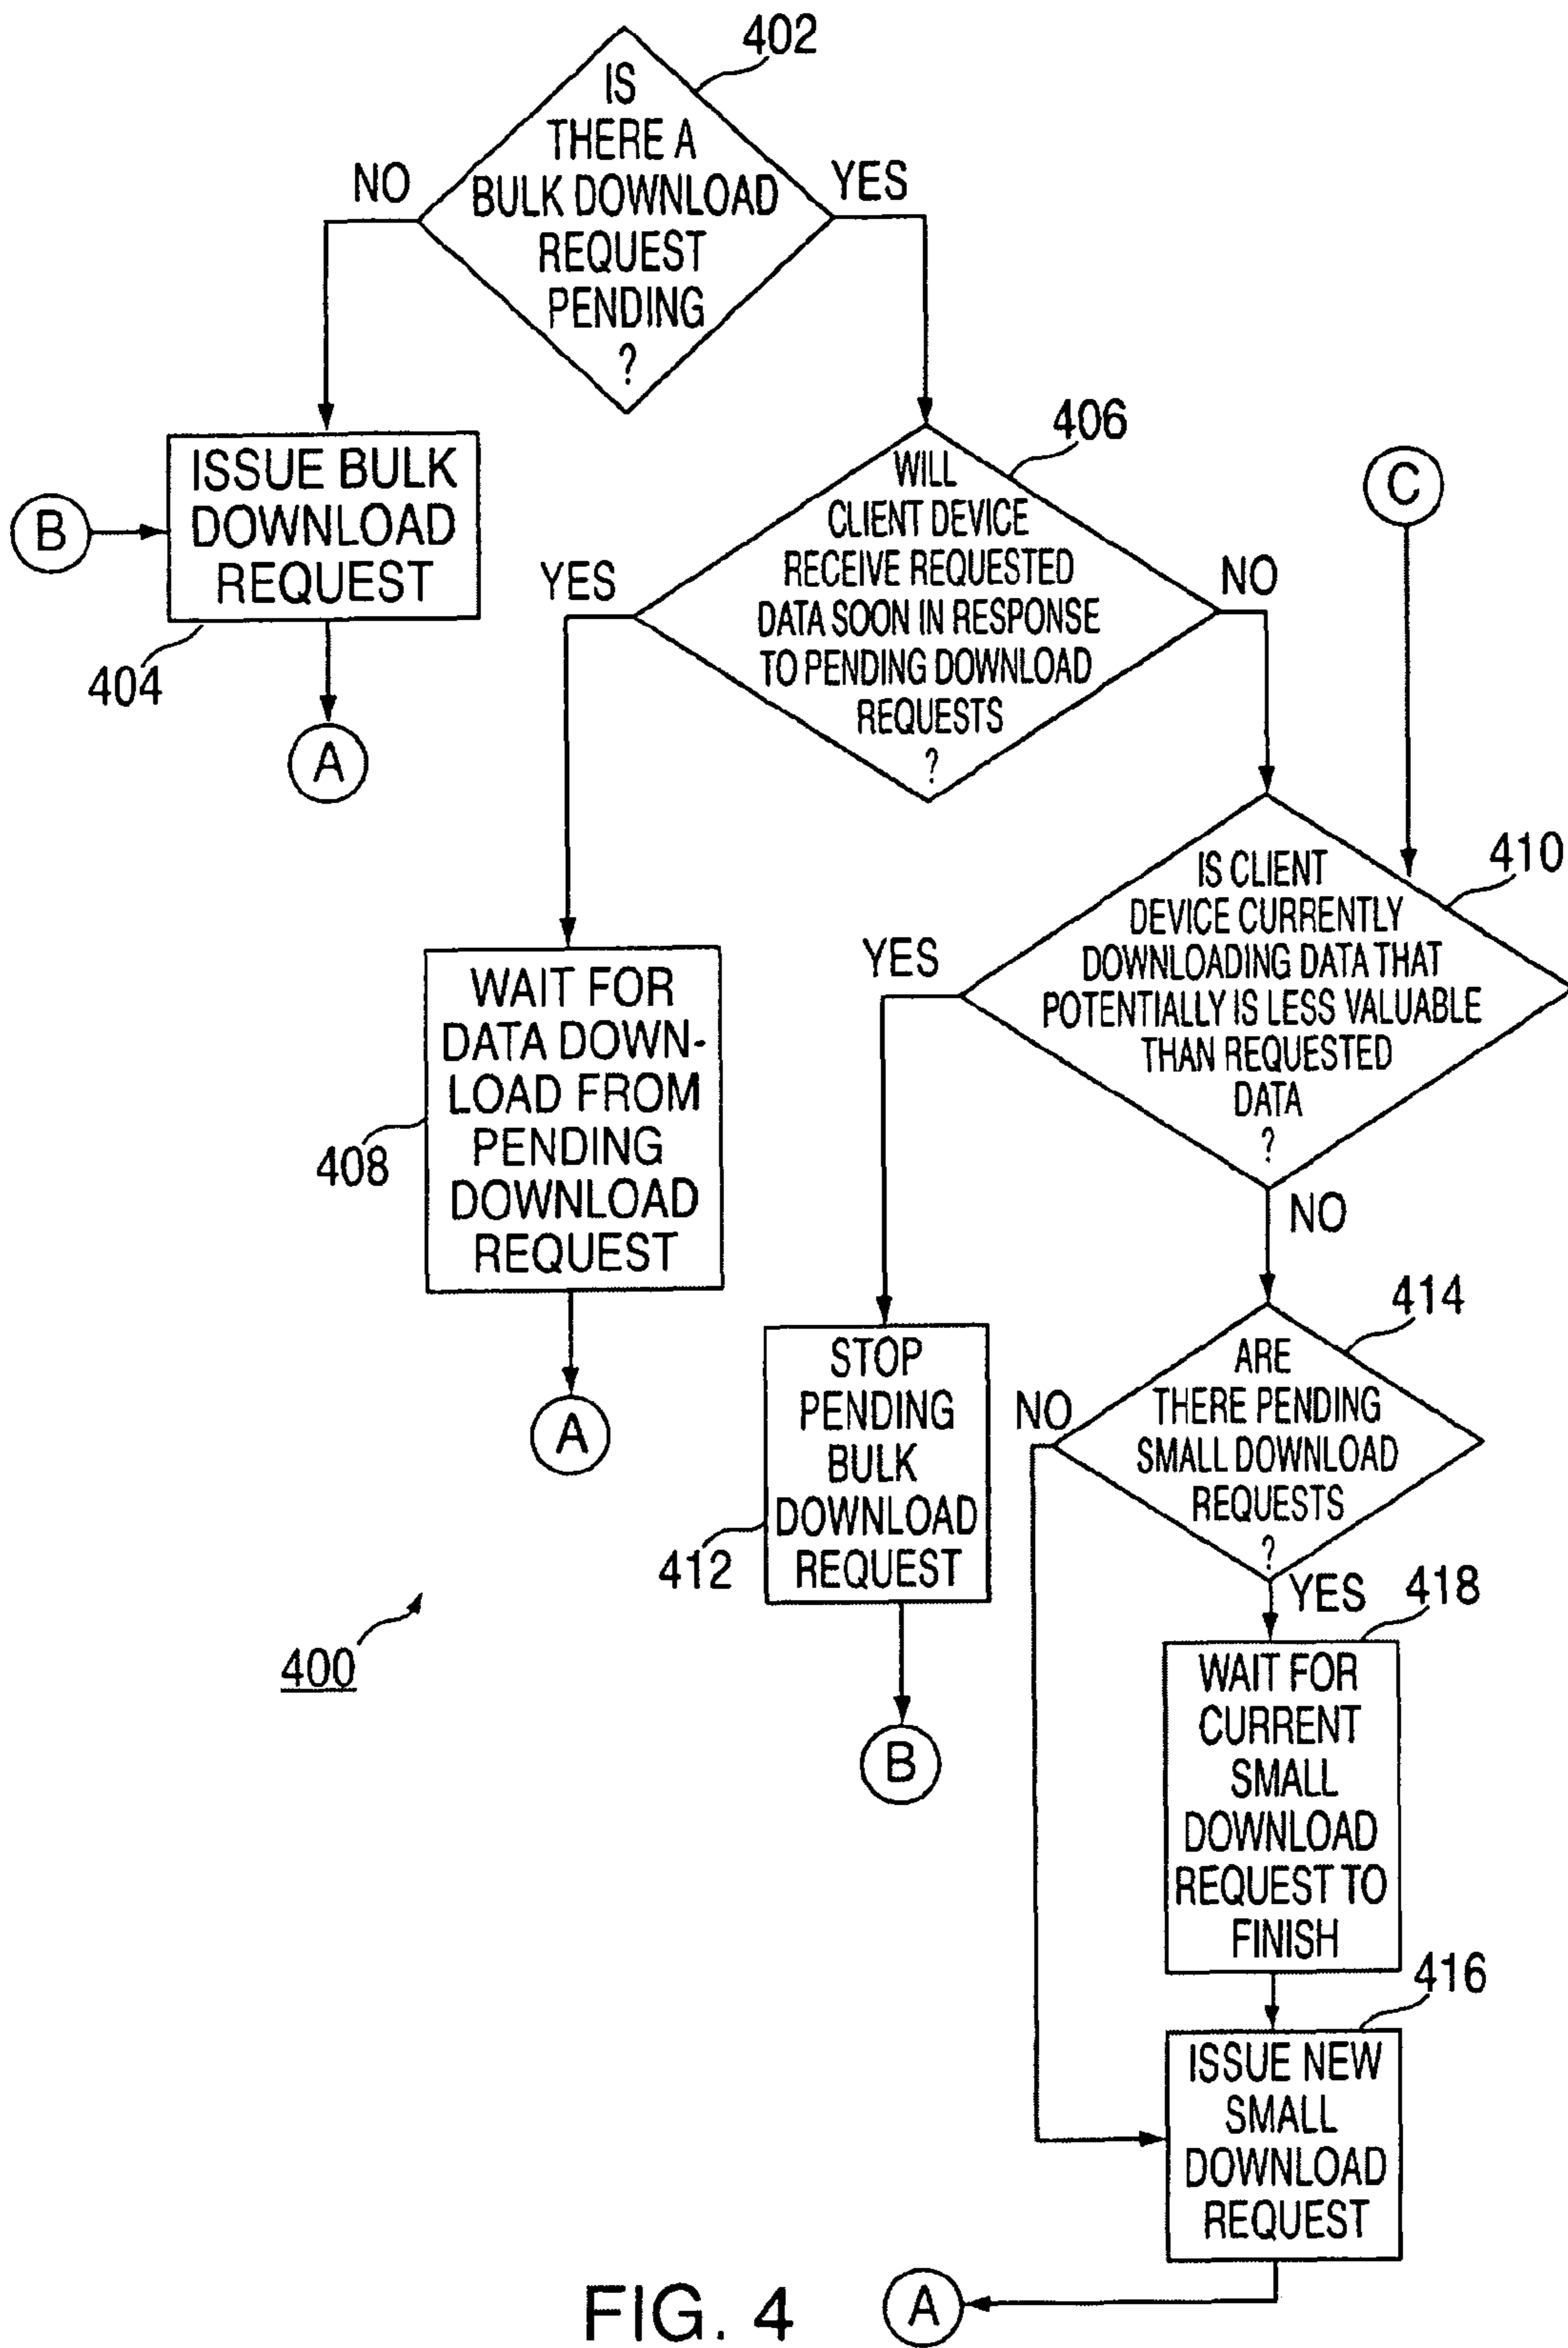 402
IS
THERE A
BULK DOWNLOAD
REQUEST
PENDING
?
NO
YES
406
ISSUE BULK
DOWNLOAD
REQUEST
B
404
A
WILL
CLIENT DEVICE
RECEIVE REQUESTED
DATA SOON IN RESPONSE
TO PENDING DOWNLOAD
REQUESTS
?
YES
NO
C
410
IS CLIENT
DEVICE CURRENTLY
DOWNLOADING DATA THAT
POTENTIALLY IS LESS VALUABLE
THAN REQUESTED
DATA
?
YES
NO
WAIT FOR
DATA DOWN-
LOAD FROM
PENDING
DOWNLOAD
REQUEST
408
A
414
STOP
PENDING
BULK
DOWNLOAD
REQUEST
412
B
ARE
THERE PENDING
SMALL DOWNLOAD
REQUESTS
?
NO
YES
418
WAIT FOR
CURRENT
SMALL
DOWNLOAD
REQUEST TO
FINISH
400
416
ISSUE NEW
SMALL
DOWNLOAD
REQUEST
A
FIG. 4